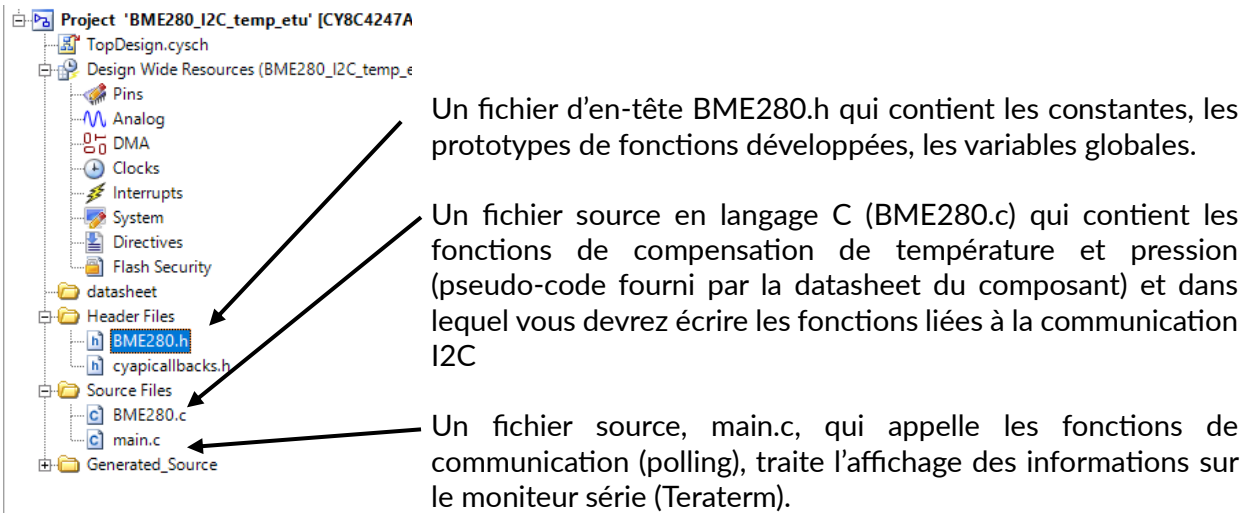 Project 'BME280_I2C_temp_etu' [CY8C4247A
TopDesign.cysch
Design Wide Resources (BME280_I2C_temp_e
Pins
Analog
DMA
Clocks
Interrupts
System
Directives
Flash Security
datasheet
Header Files
BME280.h
cyapicallbacks.h
Source Files
BME280.c
main.c
Generated_Source
Un fichier d’en-tête BME280.h qui contient les constantes, les
prototypes de fonctions développées, les variables globales.
Un fichier source en langage C (BME280.c) qui contient les
fonctions de compensation de température et pression
(pseudo-code fourni par la datasheet du composant) et dans
lequel vous devrez écrire les fonctions liées à la communication
I2C
Un fichier source, main.c, qui appelle les fonctions de
communication (polling), traite l’affichage des informations sur
le moniteur série (Teraterm).